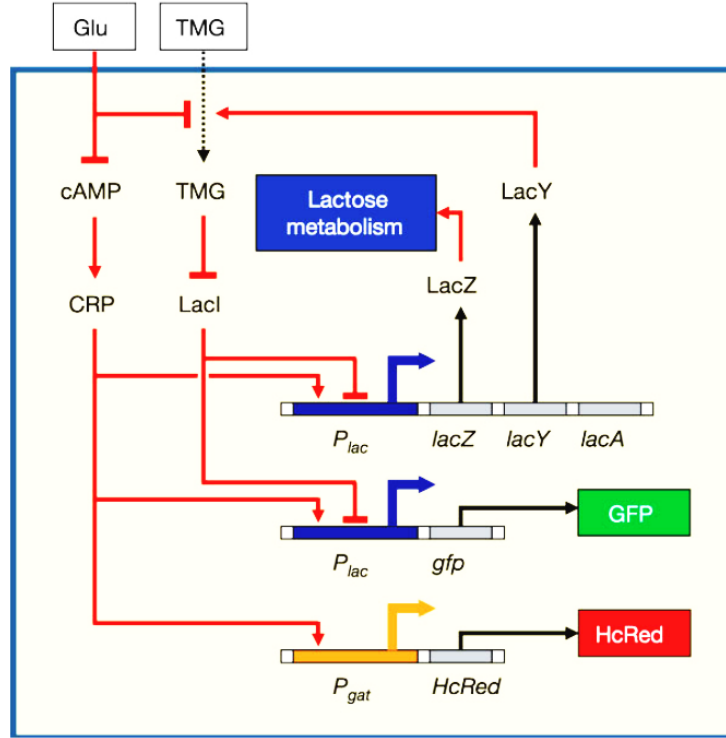 Glu TMG
cAMP TMG
Lactose
metabolism
LacY
LacZ
CRP LacI
Plac lacZ lacY lacA
Plac gfp
GFP
Pgat HcRed
HcRed